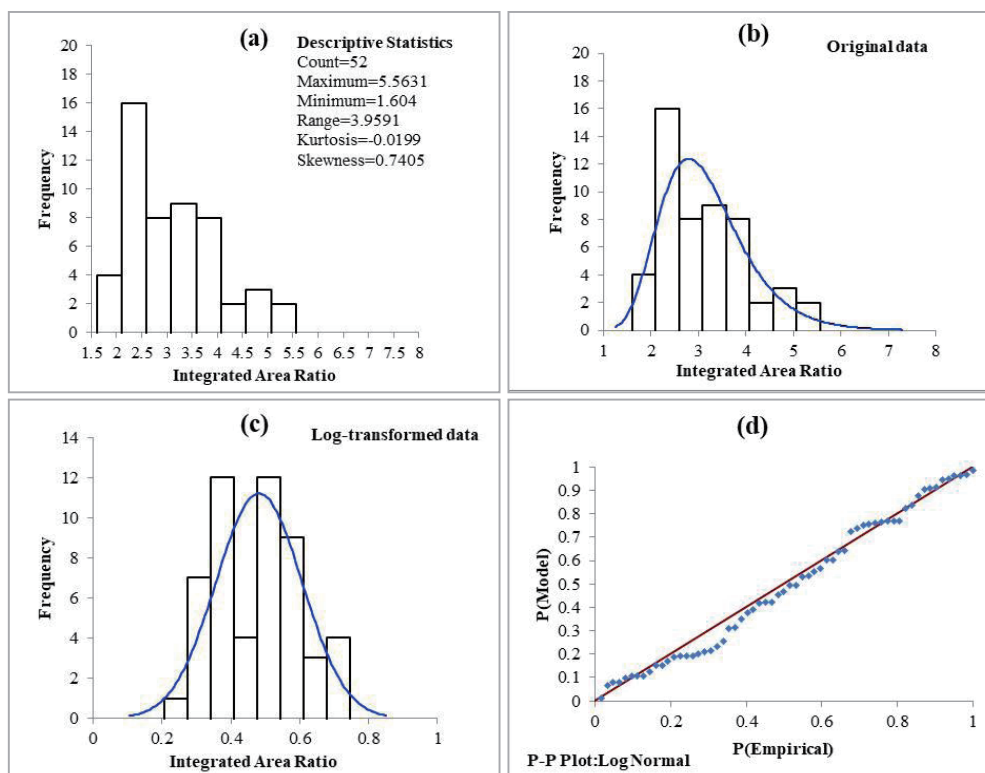 (a)
Descriptive Statistics
Count=52
Maximum=5.5631
Minimum=1.604
Range=3.9591
Kurtosis=-0.0199
Skewness=0.7405
20
18
16
14
12
10
8
6
4
2
0
Frequency
1.5 2 2.5 3 3.5 4 4.5 5 5.5 6 6.5 7 7.5 8
Integrated Area Ratio
(b)
Original data
20
18
16
14
12
10
8
6
4
2
0
Frequency
1 2 3 4 5 6 7 8
Integrated Area Ratio
(c)
Log-transformed data
14
12
10
8
6
4
2
0
Frequency
0 0.2 0.4 0.6 0.8 1
Integrated Area Ratio
(d)
1
0.9
0.8
0.7
0.6
0.5
0.4
0.3
0.2
0.1
0
P(Model)
0 0.2 0.4 0.6 0.8 1
P(Empirical)
P-P Plot:Log Normal